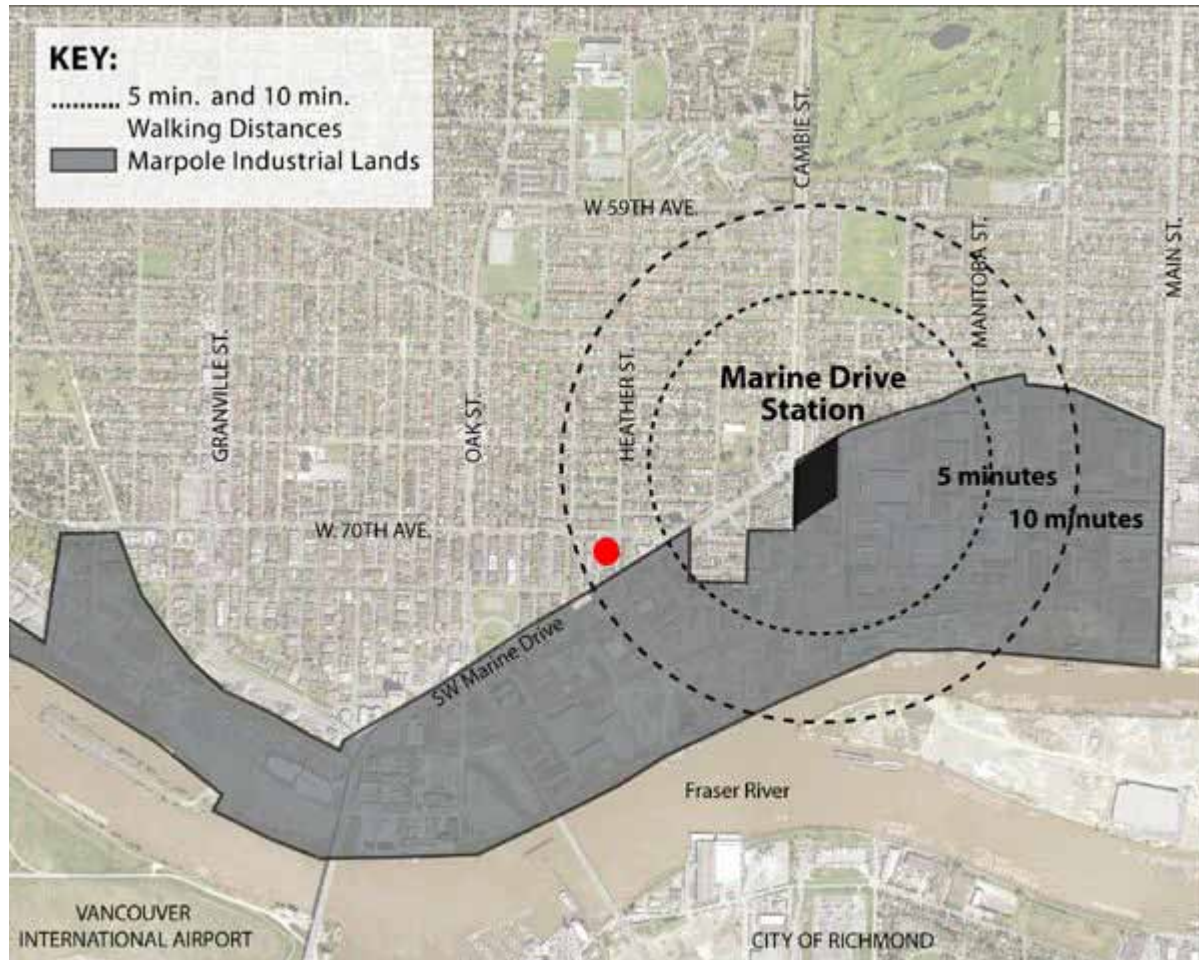 KEY:
5 min. and 10 min.
Walking Distances
Marpole Industrial Lands
CAMBIE ST.
W 59TH AVE.
MANITOBA ST.
MAIN ST.
GRANVILLE ST.
OAK ST.
HEATHER ST.
Marine Drive
Station
5 minutes
10 minutes
W. 70TH AVE.
SW Marine Drive
Fraser River
VANCOUVER
INTERNATIONAL AIRPORT
CITY OF RICHMOND